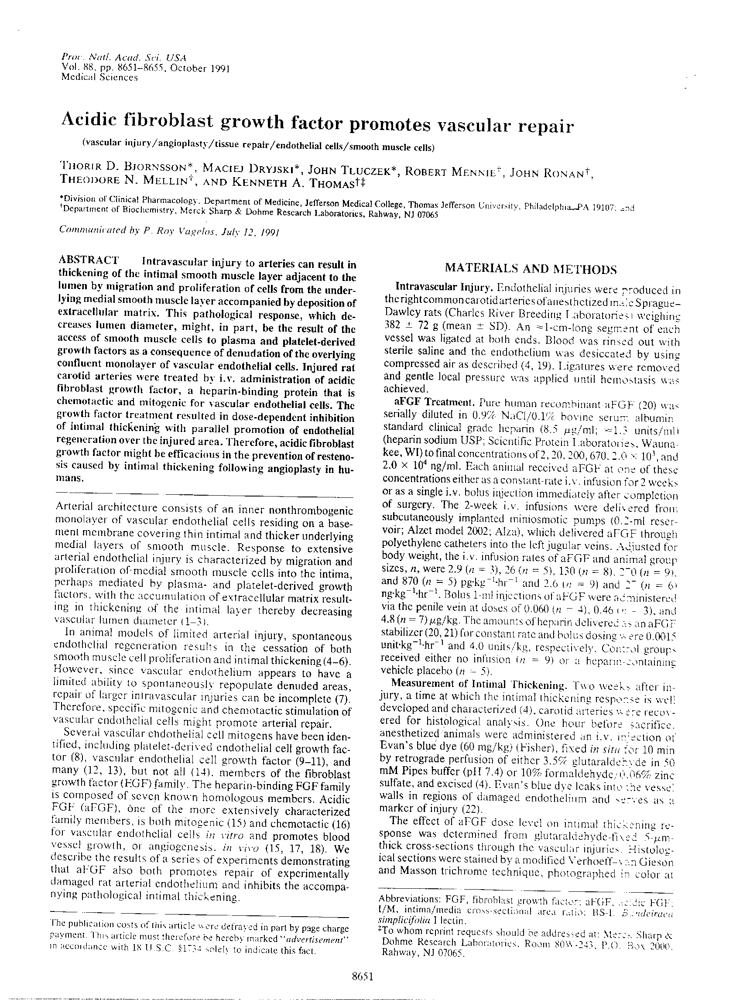 Proc. Natl. Acad. Sci. USA
Vol. 88, pp. 8651–8655, October 1991
Medical Sciences
Acidic fibroblast growth factor promotes vascular repair
(vascular injury/angioplasty/tissue repair/endothelial cells/smooth muscle cells)
THORIR D. BJORNSSON*, MACIEJ DRYJSKI*, JOHN TLUCZEK*, ROBERT MENNIE†, JOHN RONAN†,
THEODORE N. MELLIN†, AND KENNETH A. THOMAS†‡
*Division of Clinical Pharmacology, Department of Medicine, Jefferson Medical College, Thomas Jefferson University, Philadelphia, PA 19107; and
†Department of Biochemistry, Merck Sharp & Dohme Research Laboratories, Rahway, NJ 07065
Communicated by P. Roy Vagelos, July 12, 1991
ABSTRACT Intravascular injury to arteries can result in
thickening of the intimal smooth muscle layer adjacent to the
lumen by migration and proliferation of cells from the under-
lying medial smooth muscle layer accompanied by deposition of
extracellular matrix. This pathological response, which de-
creases lumen diameter, might, in part, be the result of the
access of smooth muscle cells to plasma and platelet-derived
growth factors as a consequence of denudation of the overlying
confluent monolayer of vascular endothelial cells. Injured rat
carotid arteries were treated by i.v. administration of acidic
fibroblast growth factor, a heparin-binding protein that is
chemotactic and mitogenic for vascular endothelial cells. The
growth factor treatment resulted in dose-dependent inhibition
of intimal thickening with parallel promotion of endothelial
regeneration over the injured area. Therefore, acidic fibroblast
growth factor might be efficacious in the prevention of resteno-
sis caused by intimal thickening following angioplasty in hu-
mans.
Arterial architecture consists of an inner nonthrombogenic
monolayer of vascular endothelial cells residing on a base-
ment membrane covering thin intimal and thicker underlying
medial layers of smooth muscle. Response to extensive
arterial endothelial injury is characterized by migration and
proliferation of medial smooth muscle cells into the intima,
perhaps mediated by plasma- and platelet-derived growth
factors, with the accumulation of extracellular matrix result-
ing in thickening of the intimal layer thereby decreasing
vascular lumen diameter (1–3).
In animal models of limited arterial injury, spontaneous
endothelial regeneration results in the cessation of both
smooth muscle cell proliferation and intimal thickening (4–6).
However, since vascular endothelium appears to have a
limited ability to spontaneously repopulate denuded areas,
repair of larger intravascular injuries can be incomplete (7).
Therefore, specific mitogenic and chemotactic stimulation of
vascular endothelial cells might promote arterial repair.
Several vascular endothelial cell mitogens have been iden-
tified, including platelet-derived endothelial cell growth fac-
tor (8), vascular endothelial cell growth factor (9–11), and
many (12, 13), but not all (14), members of the fibroblast
growth factor (FGF) family. The heparin-binding FGF family
is composed of seven known homologous members. Acidic
FGF (aFGF), one of the more extensively characterized
family members, is both mitogenic (15) and chemotactic (16)
for vascular endothelial cells in vitro and promotes blood
vessel growth, or angiogenesis, in vivo (15, 17, 18). We
describe the results of a series of experiments demonstrating
that aFGF also both promotes repair of experimentally
damaged rat arterial endothelium and inhibits the accompa-
nying pathological intimal thickening.
The publication costs of this article were defrayed in part by page charge
payment. This article must therefore be hereby marked "advertisement"
in accordance with 18 U.S.C. §1734 solely to indicate this fact.
MATERIALS AND METHODS
Intravascular Injury. Endothelial injuries were produced in
the right common carotid arteries of anesthetized male Sprague–
Dawley rats (Charles River Breeding Laboratories) weighing
382 ± 72 g (mean ± SD). An ≈1-cm-long segment of each
vessel was ligated at both ends. Blood was rinsed out with
sterile saline and the endothelium was desiccated by using
compressed air as described (4, 19). Ligatures were removed
and gentle local pressure was applied until hemostasis was
achieved.
aFGF Treatment. Pure human recombinant aFGF (20) was
serially diluted in 0.9% NaCl/0.1% bovine serum albumin
standard clinical grade heparin (8.5 μg/ml; ≈1.3 units/ml)
(heparin sodium USP; Scientific Protein Laboratories, Wauna-
kee, WI) to final concentrations of 2, 20, 200, 670, 2.0 × 10³, and
2.0 × 10⁴ ng/ml. Each animal received aFGF at one of these
concentrations either as a constant-rate i.v. infusion for 2 weeks
or as a single i.v. bolus injection immediately after completion
of surgery. The 2-week i.v. infusions were delivered from
subcutaneously implanted miniosmotic pumps (0.2-ml reser-
voir; Alzet model 2002; Alza), which delivered aFGF through
polyethylene catheters into the left jugular veins. Adjusted for
body weight, the i.v. infusion rates of aFGF and animal group
sizes, n, were 2.9 (n = 3), 26 (n = 5), 130 (n = 8), 270 (n = 9),
and 870 (n = 5) pg·kg⁻¹·hr⁻¹ and 2.6 (n = 9) and 27 (n = 6)
ng·kg⁻¹·hr⁻¹. Bolus 1-ml injections of aFGF were administered
via the penile vein at doses of 0.060 (n = 4), 0.46 (n = 3), and
4.8 (n = 7) μg/kg. The amounts of heparin delivered as an aFGF
stabilizer (20, 21) for constant rate and bolus dosing were 0.0015
unit·kg⁻¹·hr⁻¹ and 4.0 units/kg, respectively. Control groups
received either no infusion (n = 9) or a heparin-containing
vehicle placebo (n = 5).
Measurement of Intimal Thickening. Two weeks after in-
jury, a time at which the intimal thickening response is well
developed and characterized (4), carotid arteries were recov-
ered for histological analysis. One hour before sacrifice,
anesthetized animals were administered an i.v. injection of
Evan's blue dye (60 mg/kg) (Fisher), fixed in situ for 10 min
by retrograde perfusion of either 3.5% glutaraldehyde in 50
mM Pipes buffer (pH 7.4) or 10% formaldehyde/0.06% zinc
sulfate, and excised (4). Evan's blue dye leaks into the vessel
walls in regions of damaged endothelium and serves as a
marker of injury (22).
The effect of aFGF dose level on intimal thickening re-
sponse was determined from glutaraldehyde-fixed 5-μm-
thick cross-sections through the vascular injuries. Histolog-
ical sections were stained by a modified Verhoeff–van Gieson
and Masson trichrome technique, photographed in color at
Abbreviations: FGF, fibroblast growth factor; aFGF, acidic FGF;
I/M, intima/media cross-sectional area ratio; BS-I, Bandeiraea
simplicifolia I lectin.
‡To whom reprint requests should be addressed at: Merck Sharp &
Dohme Research Laboratories, Room 80W-243, P.O. Box 2000,
Rahway, NJ 07065.
8651